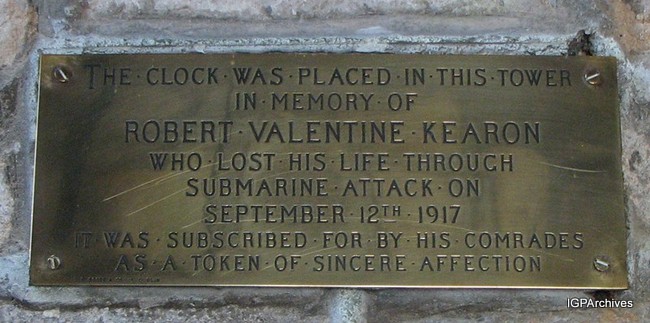 THE · CLOCK · WAS · PLACED · IN · THIS · TOWER
IN · MEMORY · OF
ROBERT · VALENTINE · KEARON
WHO · LOST · HIS · LIFE · THROUGH
SUBMARINE · ATTACK · ON
SEPTEMBER · 12TH · 1917
IT · WAS · SUBSCRIBED · FOR · BY · HIS · COMRADES
AS · A · TOKEN · OF · SINCERE · AFFECTION
IGPArchives